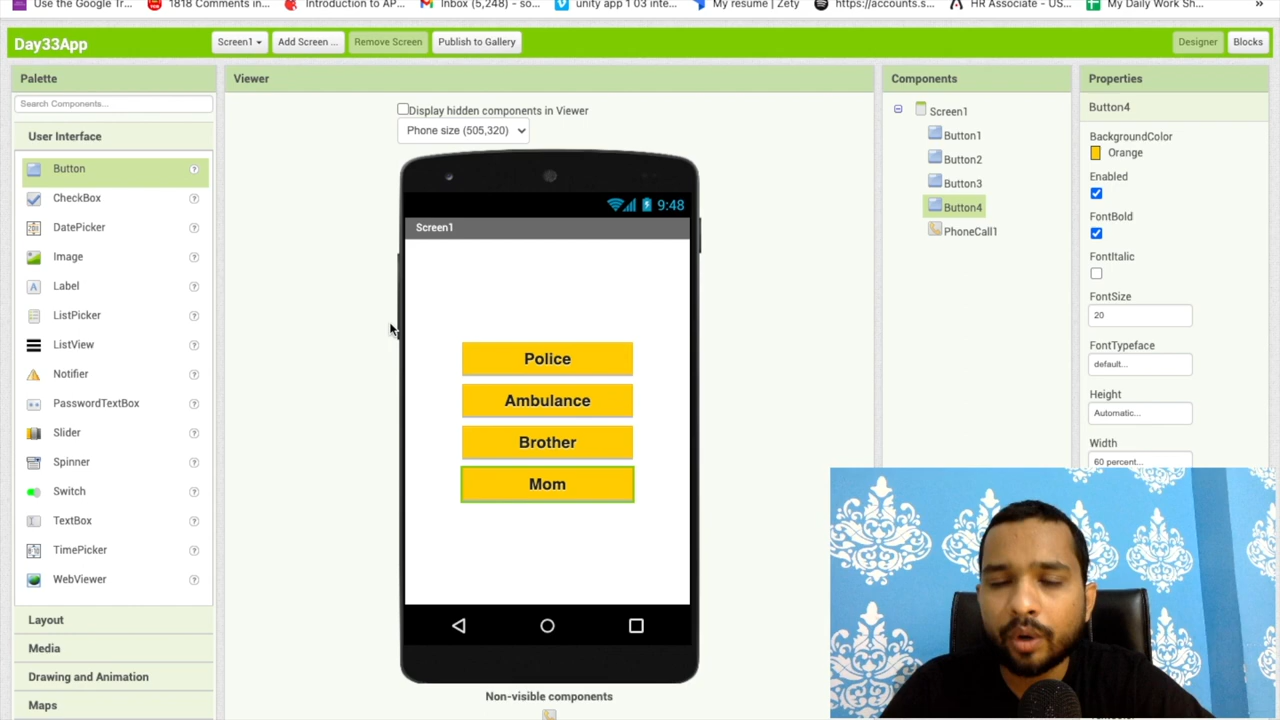 Use the Google Tr...
1818 Comments in...
Introduction to AP...
Inbox (5,248) - so...
unity app 1 03 inte...
My resume | Zety
https://accounts.s...
HR Associate - US...
My Daily Work Sh...
»
Day33App
Screen1
Add Screen ...
Remove Screen
Publish to Gallery
Designer
Blocks
Palette
Viewer
Components
Properties
Search Components...
User Interface
Button
CheckBox
DatePicker
Image
Label
ListPicker
ListView
Notifier
PasswordTextBox
Slider
Spinner
Switch
TextBox
TimePicker
WebViewer
Layout
Media
Drawing and Animation
Maps
Display hidden components in Viewer
Phone size (505,320)
9:48
Screen1
Police
Ambulance
Brother
Mom
Non-visible components
Screen1
Button1
Button2
Button3
Button4
PhoneCall1
Button4
BackgroundColor
Orange
Enabled
FontBold
FontItalic
FontSize
20
FontTypeface
default...
Height
Automatic...
Width
60 percent...